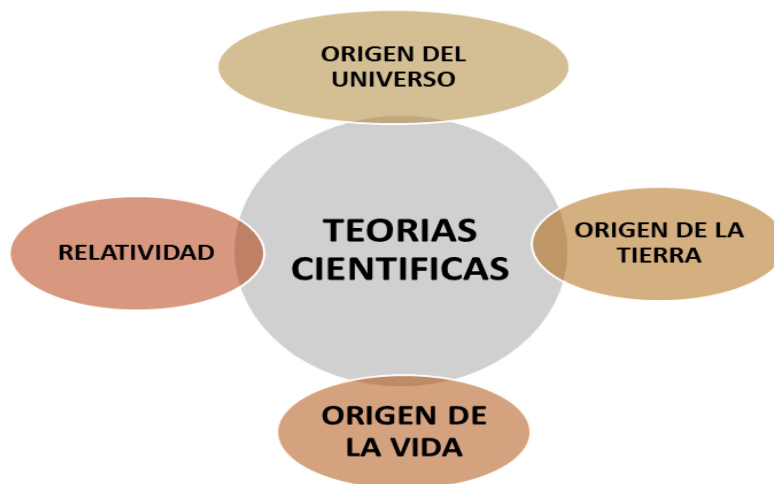 ORIGEN DEL
UNIVERSO
RELATIVIDAD
TEORIAS
CIENTIFICAS
ORIGEN DE LA
TIERRA
ORIGEN DE
LA VIDA